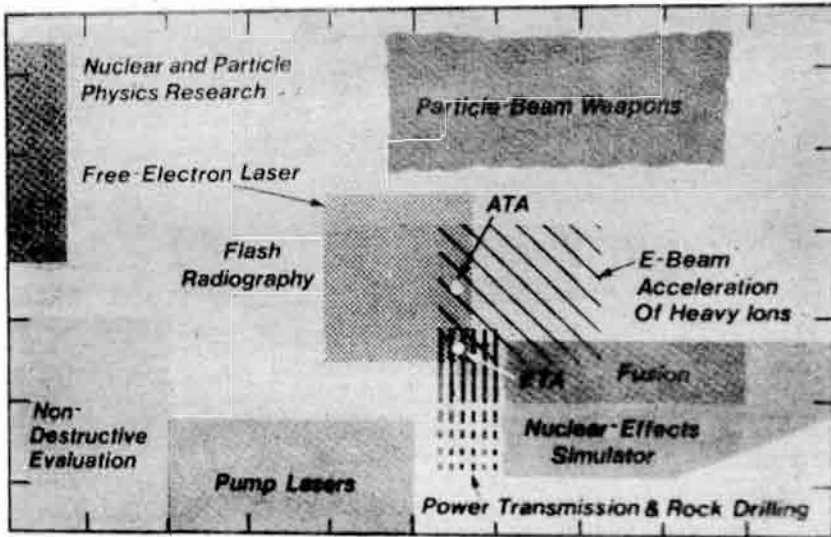 Nuclear and Particle
Physics Research
Particle-Beam Weapons
Free-Electron Laser
ATA
Flash
Radiography
E-Beam
Acceleration
Of Heavy Ions
ETA
Fusion
Non-
Destructive
Evaluation
Nuclear-Effects
Simulator
Pump Lasers
Power Transmission & Rock Drilling